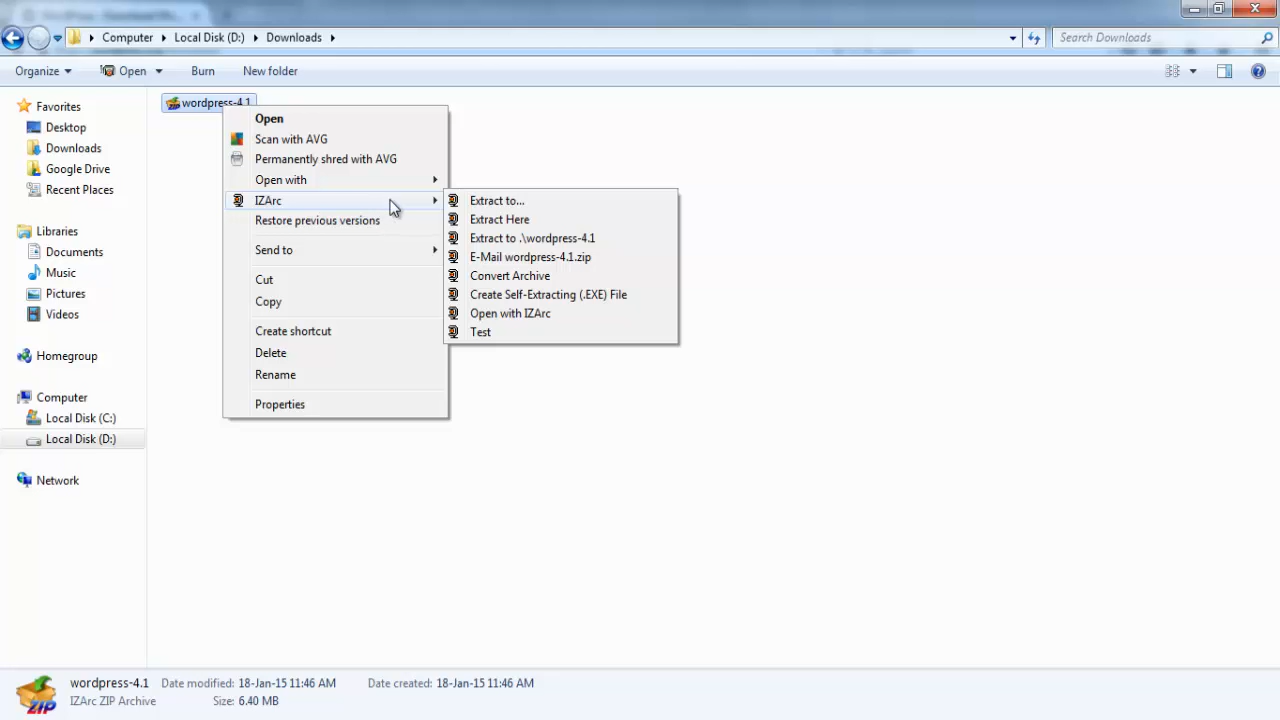 Computer Local Disk (D:) Downloads
Search Downloads
Organize Open Burn New folder
Favorites
Desktop
Downloads
Google Drive
Recent Places
Libraries
Documents
Music
Pictures
Videos
Homegroup
Computer
Local Disk (C:)
Local Disk (D:)
Network
wordpress-4.1
Open
Scan with AVG
Permanently shred with AVG
Open with
IZArc
Restore previous versions
Send to
Cut
Copy
Create shortcut
Delete
Rename
Properties
Extract to...
Extract Here
Extract to .\wordpress-4.1
E-Mail wordpress-4.1.zip
Convert Archive
Create Self-Extracting (.EXE) File
Open with IZArc
Test
ZIP
wordpress-4.1 Date modified: 18-Jan-15 11:46 AM Date created: 18-Jan-15 11:46 AM
IZArc ZIP Archive Size: 6.40 MB